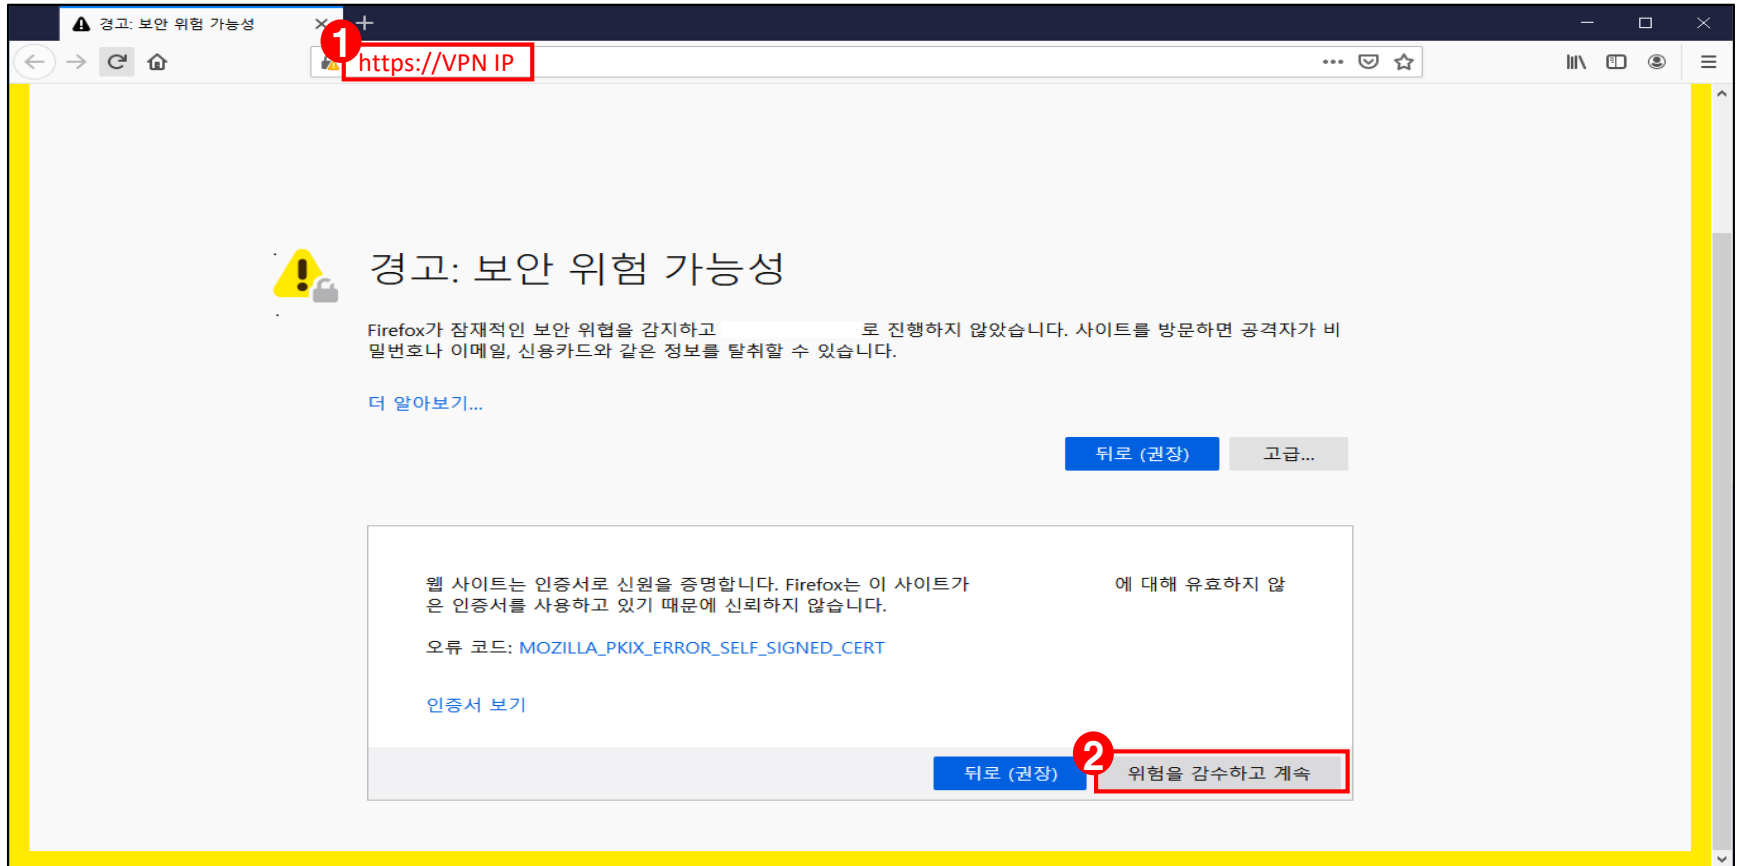 경고: 보안 위험 가능성
1
https://VPN IP
경고: 보안 위험 가능성
Firefox가 잠재적인 보안 위협을 감지하고 로 진행하지 않았습니다. 사이트를 방문하면 공격자가 비
밀번호나 이메일, 신용카드와 같은 정보를 탈취할 수 있습니다.
더 알아보기...
뒤로 (권장) 고급...
웹 사이트는 인증서로 신원을 증명합니다. Firefox는 이 사이트가 에 대해 유효하지 않
은 인증서를 사용하고 있기 때문에 신뢰하지 않습니다.
오류 코드: MOZILLA_PKIX_ERROR_SELF_SIGNED_CERT
인증서 보기
2
뒤로 (권장) 위험을 감수하고 계속